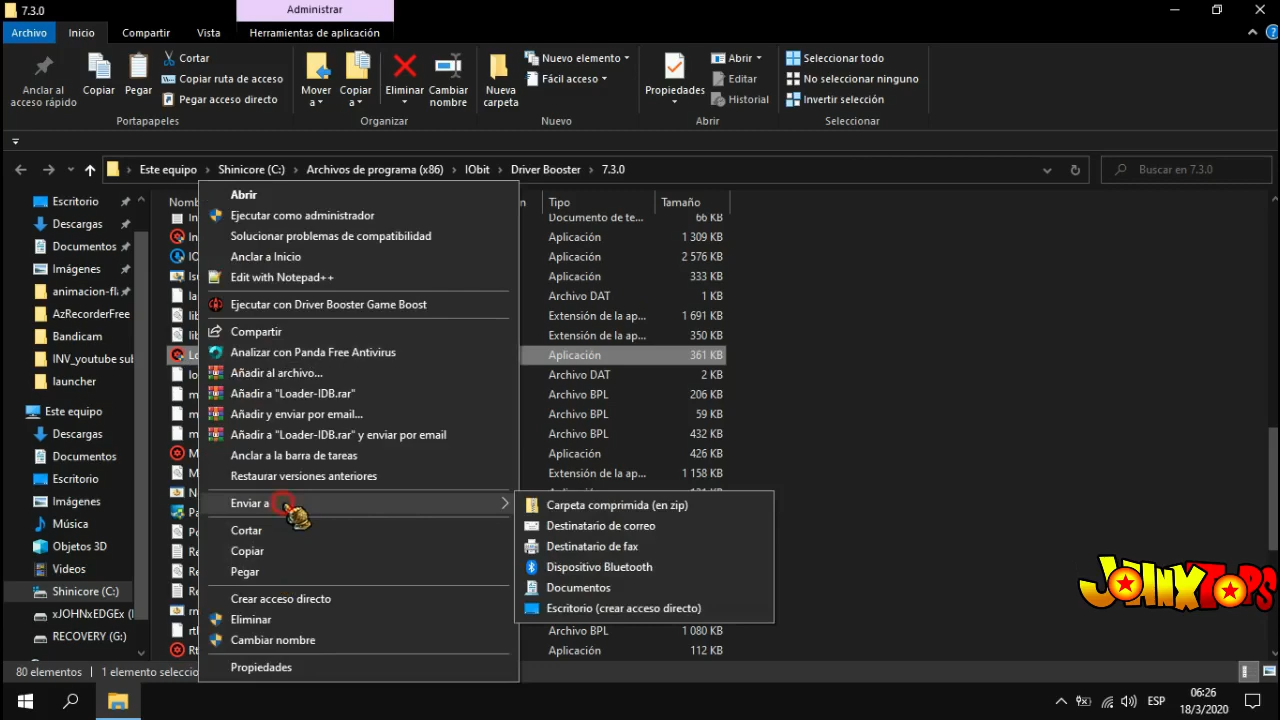 7.3.0
Administrar
Archivo
Inicio
Compartir
Vista
Herramientas de aplicación
Anclar al
acceso rápido
Copiar
Pegar
Cortar
Copiar ruta de acceso
Pegar acceso directo
Portapapeles
Mover
a
Copiar
a
Eliminar
Cambiar
nombre
Organizar
Nueva
carpeta
Nuevo elemento
Fácil acceso
Nuevo
Propiedades
Abrir
Editar
Historial
Abrir
Seleccionar todo
No seleccionar ninguno
Invertir selección
Seleccionar
Este equipo > Shinicore (C:) > Archivos de programa (x86) > IObit > Driver Booster > 7.3.0
Buscar en 7.3.0
Escritorio
Descargas
Documentos
Imágenes
animacion-fl
AzRecorderFree
Bandicam
INV_youtube sub
launcher
Este equipo
Descargas
Documentos
Escritorio
Imágenes
Música
Objetos 3D
Videos
Shinicore (C:)
xJOHNxEDGEx (
RECOVERY (G:)
Tipo
Tamaño
Documento de te... 66 KB
Aplicación 1 309 KB
Aplicación 2 576 KB
Aplicación 333 KB
Archivo DAT 1 KB
Extensión de la ap... 1 691 KB
Extensión de la ap... 350 KB
Aplicación 361 KB
Archivo DAT 2 KB
Archivo BPL 206 KB
Archivo BPL 59 KB
Archivo BPL 432 KB
Aplicación 426 KB
Extensión de la ap... 1 158 KB
Archivo BPL 1 080 KB
Aplicación 112 KB
Abrir
Ejecutar como administrador
Solucionar problemas de compatibilidad
Anclar a Inicio
Edit with Notepad++
Ejecutar con Driver Booster Game Boost
Compartir
Analizar con Panda Free Antivirus
Añadir al archivo...
Añadir a "Loader-IDB.rar"
Añadir y enviar por email...
Añadir a "Loader-IDB.rar" y enviar por email
Anclar a la barra de tareas
Restaurar versiones anteriores
Enviar a
Cortar
Copiar
Pegar
Crear acceso directo
Eliminar
Cambiar nombre
Propiedades
Carpeta comprimida (en zip)
Destinatario de correo
Destinatario de fax
Dispositivo Bluetooth
Documentos
Escritorio (crear acceso directo)
JOHNXTOPS
80 elementos
1 elemento seleccio
ESP
06:26
18/3/2020